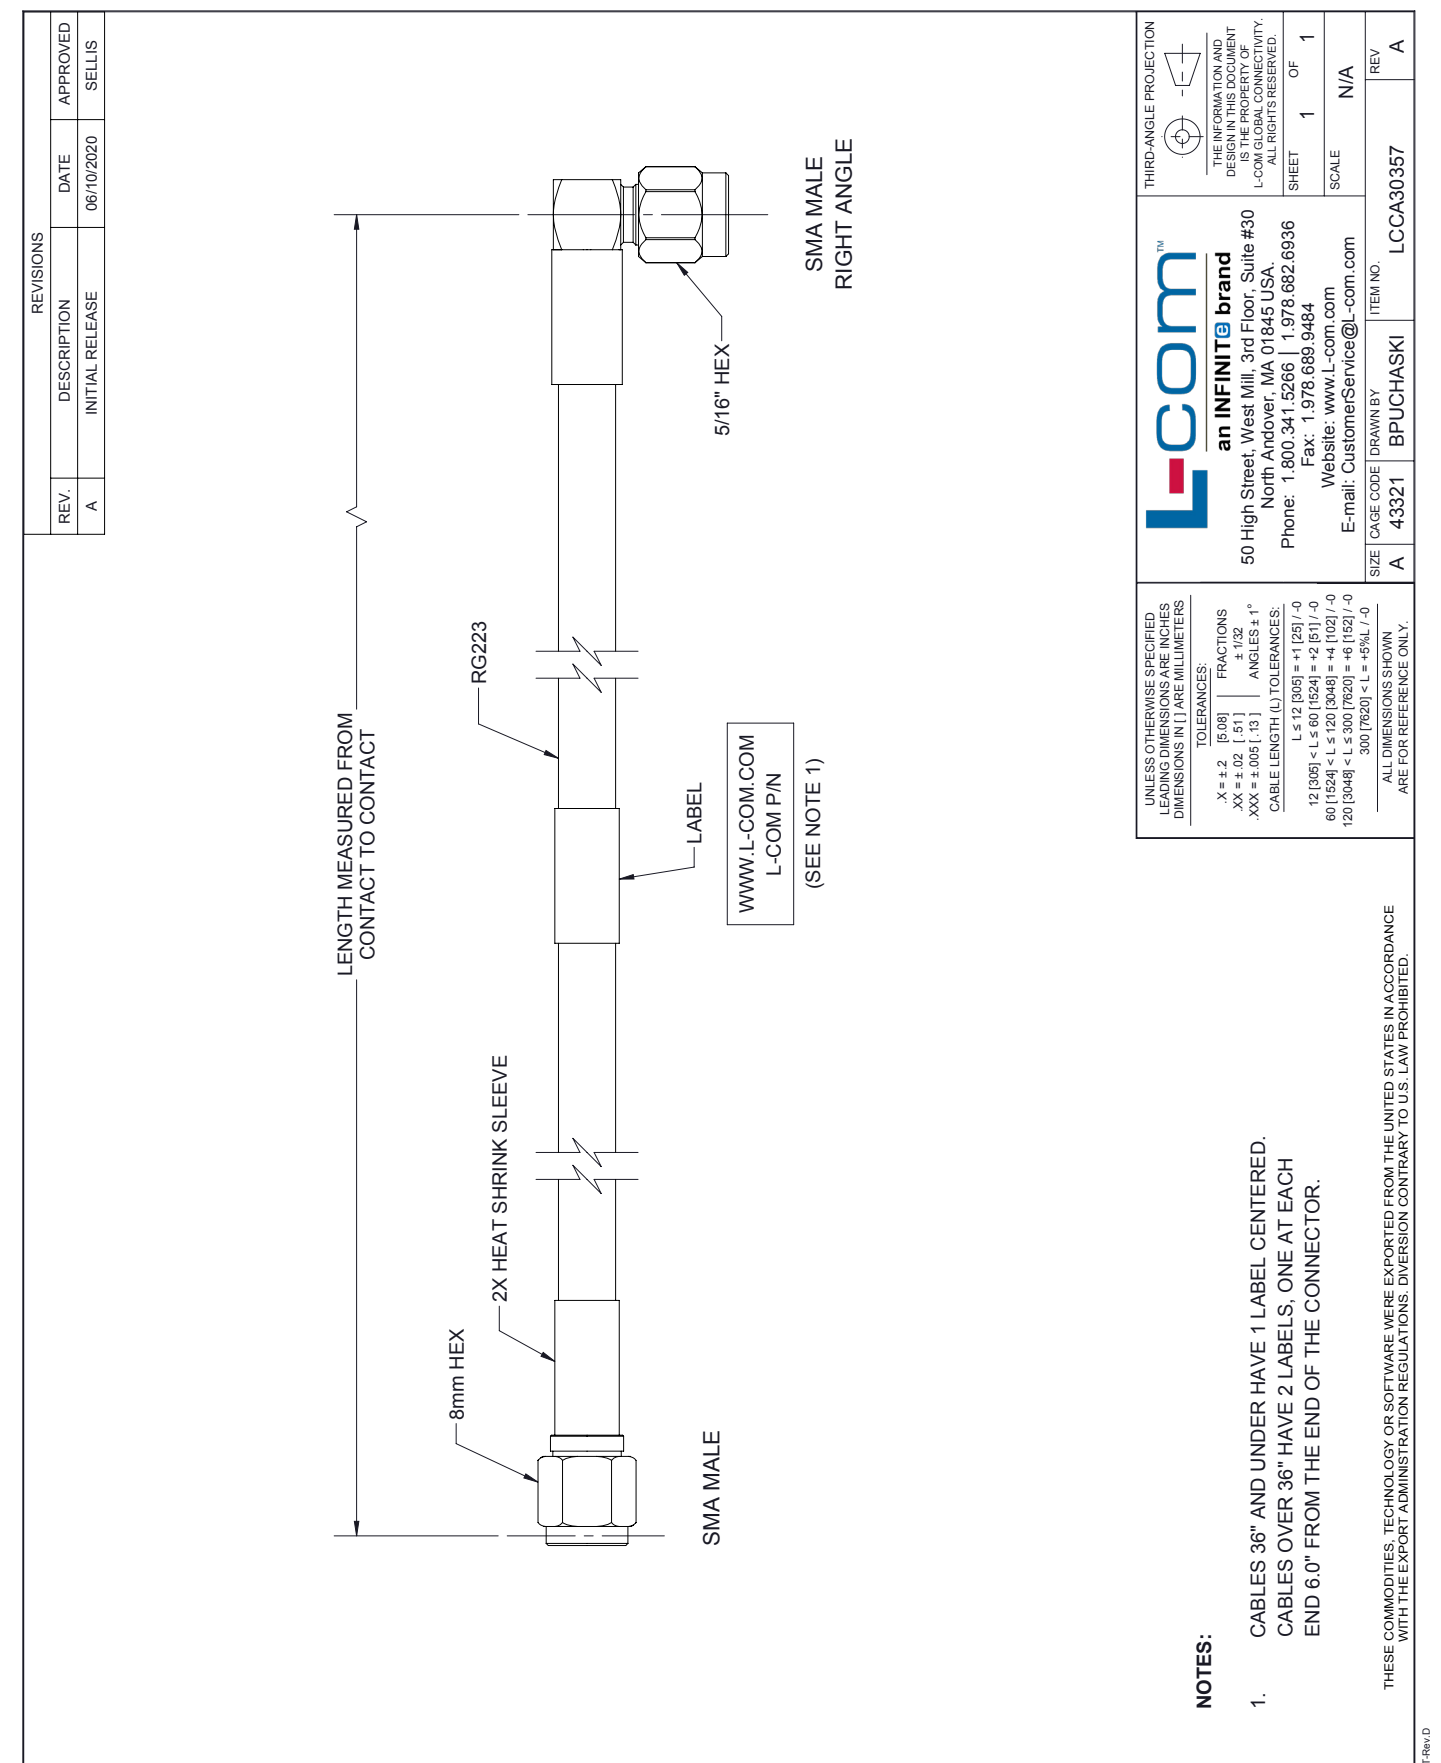 REVISIONS
REV. DESCRIPTION DATE APPROVED
A INITIAL RELEASE 06/10/2020 SELLIS
LENGTH MEASURED FROM
CONTACT TO CONTACT
8mm HEX
2X HEAT SHRINK SLEEVE
RG223
LABEL
5/16" HEX
WWW.L-COM.COM
L-COM P/N
(SEE NOTE 1)
SMA MALE
SMA MALE
RIGHT ANGLE
NOTES:
1. CABLES 36" AND UNDER HAVE 1 LABEL CENTERED.
CABLES OVER 36" HAVE 2 LABELS, ONE AT EACH
END 6.0" FROM THE END OF THE CONNECTOR.
THESE COMMODITIES, TECHNOLOGY OR SOFTWARE WERE EXPORTED FROM THE UNITED STATES IN ACCORDANCE
WITH THE EXPORT ADMINISTRATION REGULATIONS. DIVERSION CONTRARY TO U.S. LAW PROHIBITED.
UNLESS OTHERWISE SPECIFIED
LEADING DIMENSIONS ARE INCHES
DIMENSIONS IN [ ] ARE MILLIMETERS
TOLERANCES:
.X = ±.2 [5.08] FRACTIONS
.XX = ±.02 [.51] ± 1/32
.XXX = ±.005 [.13] ANGLES ± 1°
CABLE LENGTH (L) TOLERANCES:
L ≤ 12 [305] = +1 [25] / -0
12 [305] < L ≤ 60 [1524] = +2 [51] / -0
60 [1524] < L ≤ 120 [3048] = +4 [102] / -0
120 [3048] < L ≤ 300 [7620] = +6 [152] / -0
300 [7620] < L = +5%L / -0
ALL DIMENSIONS SHOWN
ARE FOR REFERENCE ONLY.
L-com™
an INFINITe brand
50 High Street, West Mill, 3rd Floor, Suite #30
North Andover, MA 01845 USA.
Phone: 1.800.341.5266 | 1.978.682.6936
Fax: 1.978.689.9484
Website: www.L-com.com
E-mail: CustomerService@L-com.com
THIRD-ANGLE PROJECTION
THE INFORMATION AND
DESIGN IN THIS DOCUMENT
IS THE PROPERTY OF
L-COM GLOBAL CONNECTIVITY.
ALL RIGHTS RESERVED.
SHEET 1 OF 1
SCALE N/A
SIZE CAGE CODE DRAWN BY ITEM NO. REV
A 43321 BPUCHASKI LCCA30357 A
T-Rev.D